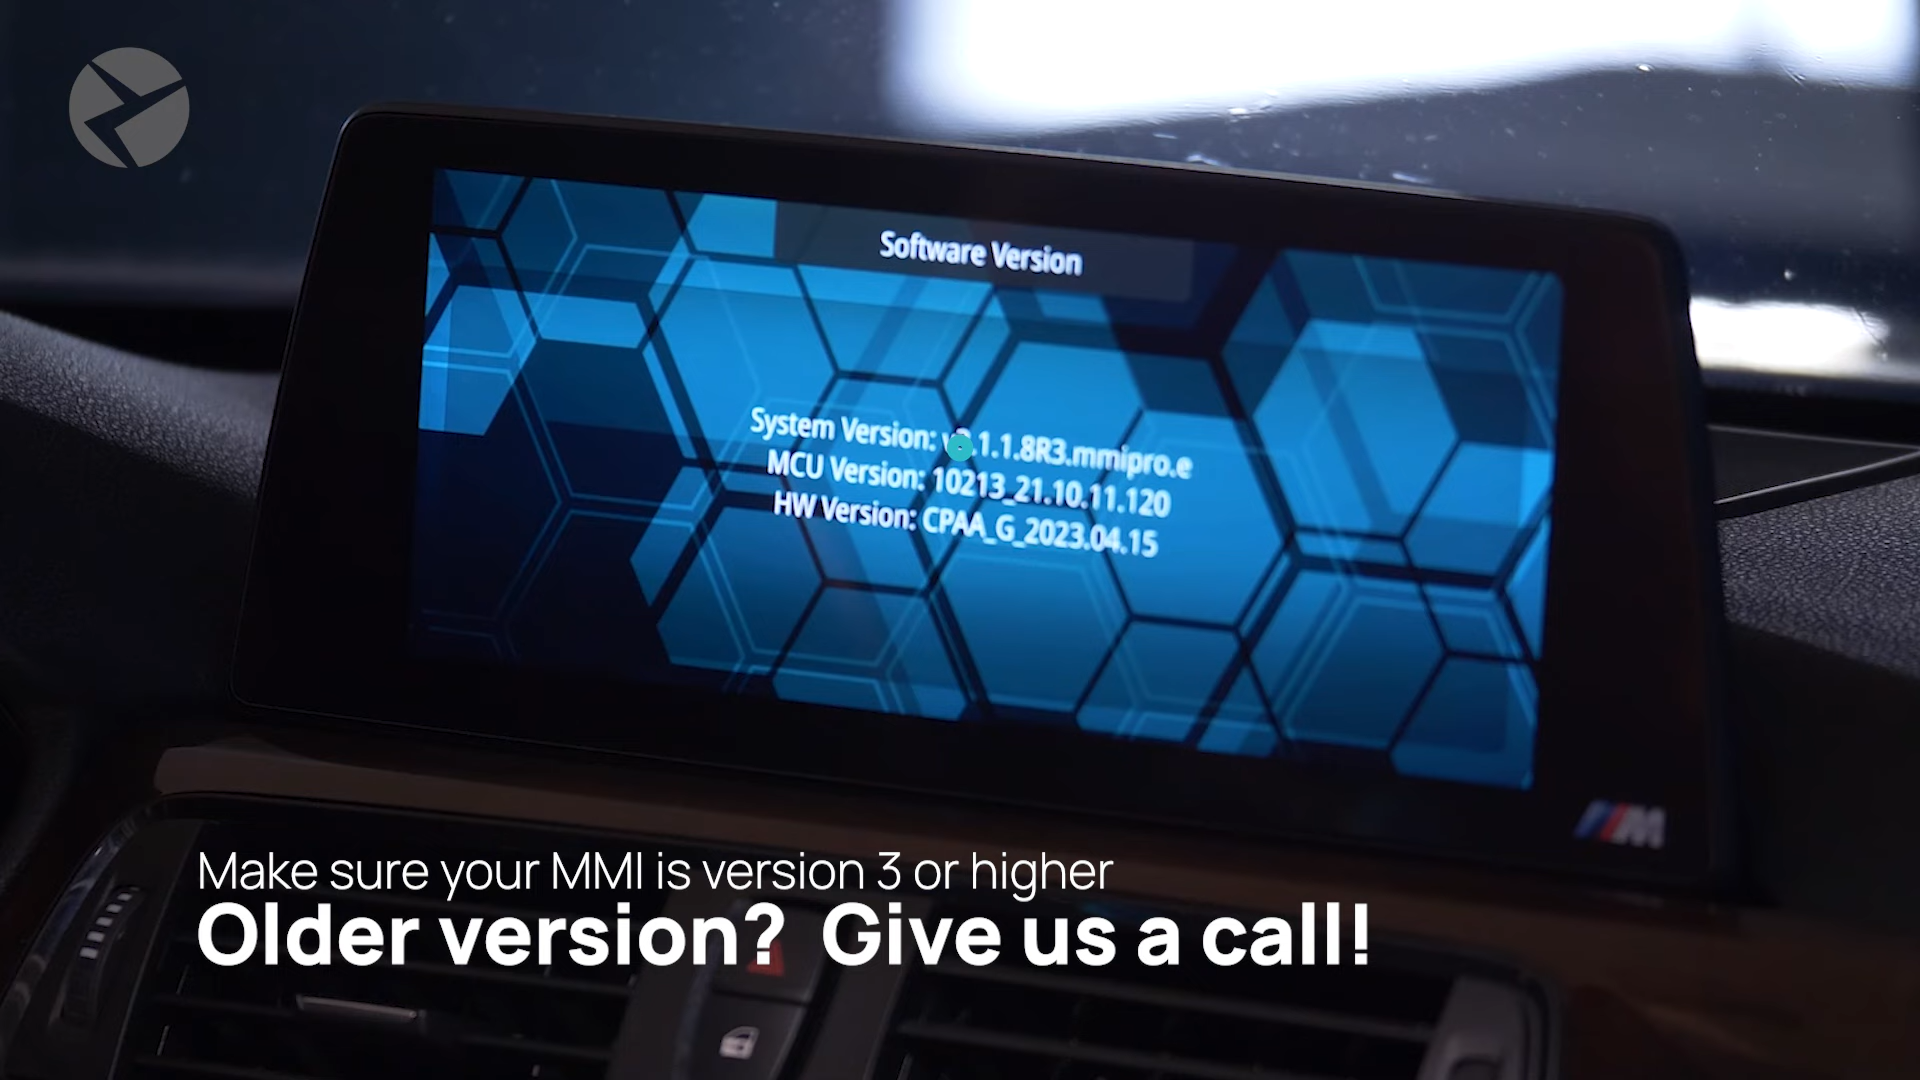 Software Version
System Version: .1.1.8R3.mmipro.e
MCU Version: 10213_21.10.11.120
HW Version: CPAA_G_2023.04.15
M
Make sure your MMI is version 3 or higher
Older version? Give us a call!